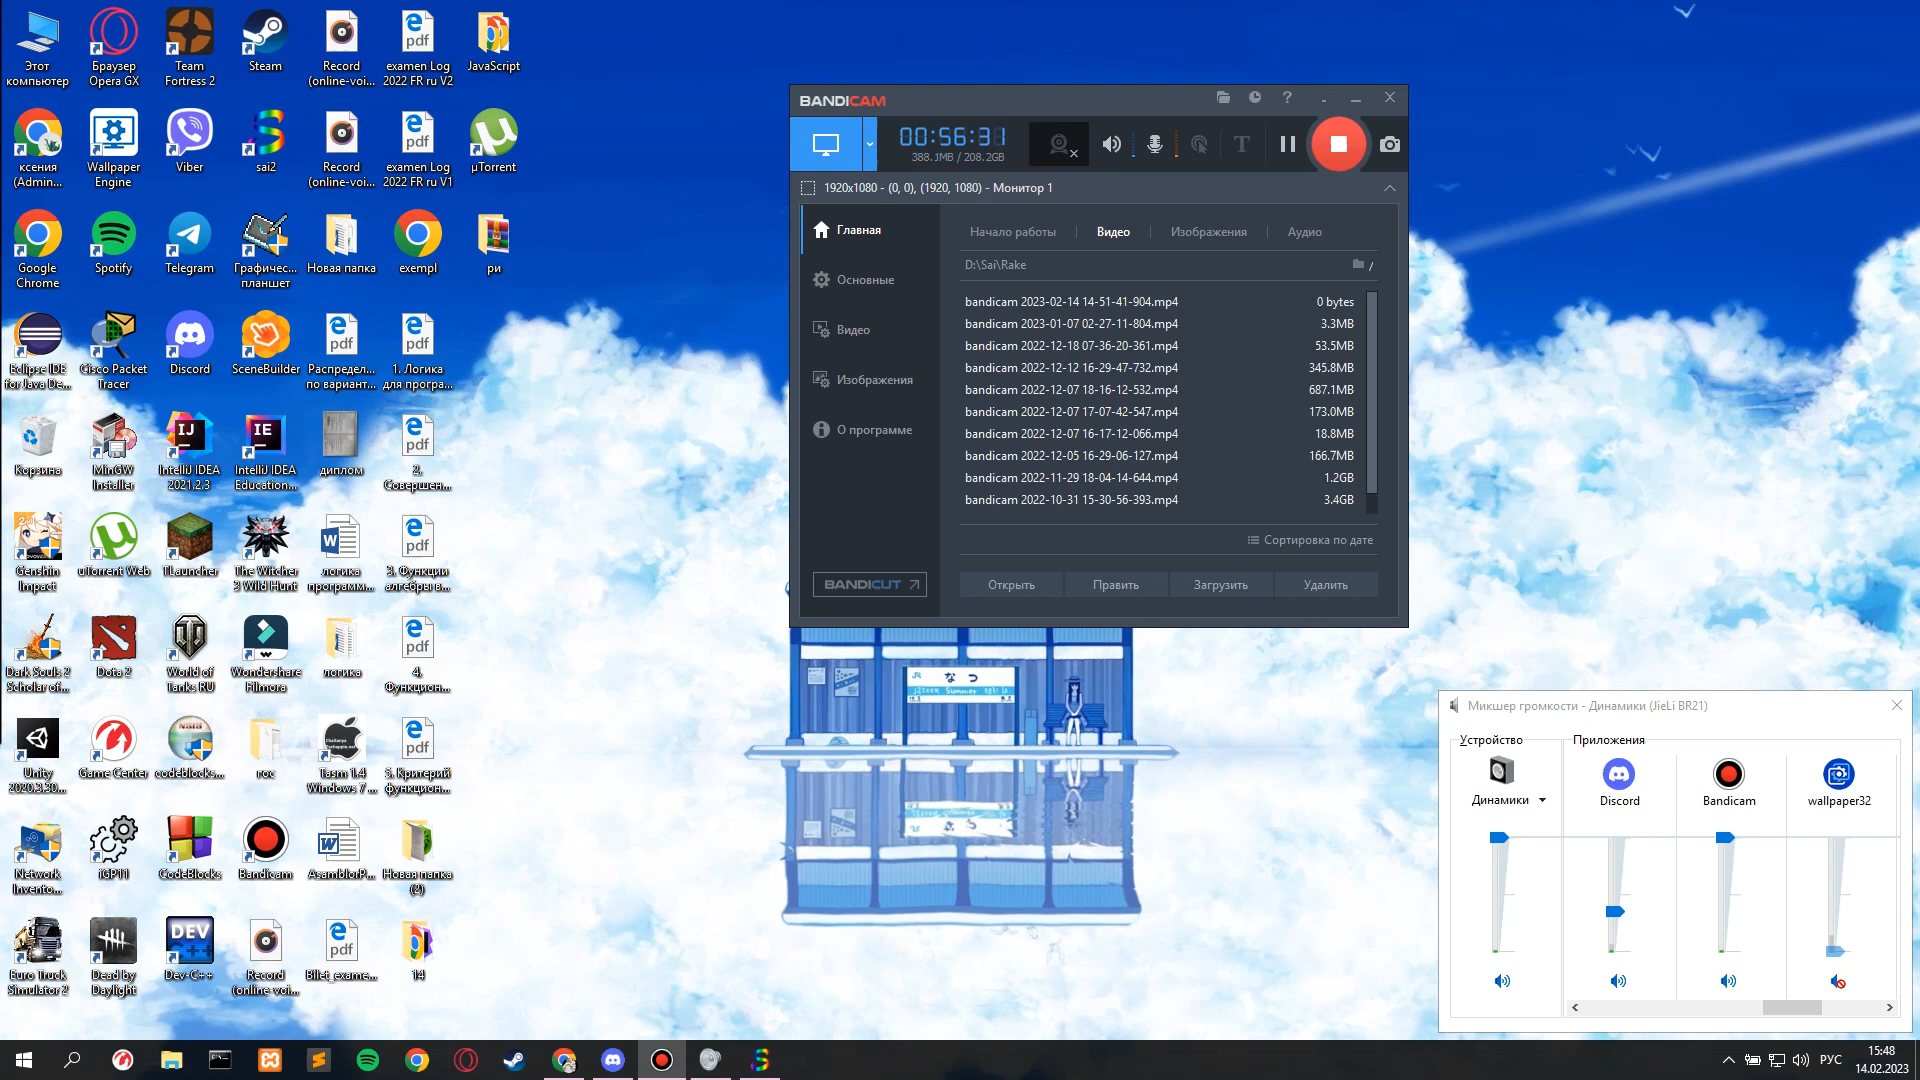 Этот
компьютер
Браузер
Opera GX
Team
Fortress 2
Steam
Record
(online-voi...
examen Log
2022 FR ru V2
JavaScript
ксения
(Admin...
Wallpaper
Engine
Viber
sai2
Record
(online-voi...
examen Log
2022 FR ru V1
µTorrent
Google
Chrome
Spotify
Telegram
Графичес...
планшет
Новая папка
exempl
ри
Eclipse IDE
for Java De...
Cisco Packet
Tracer
Discord
SceneBuilder
Распредел...
по вариант...
1. Логика
для програ...
Корзина
MinGW
Installer
IntelliJ IDEA
2021.2.3
IntelliJ IDEA
Education...
диплом
2.
Совершен...
Genshin
Impact
uTorrent Web
TLauncher
The Witcher
3 Wild Hunt
логика
программ...
3. Функции
алгебры в...
Dark Souls 2
Scholar of...
Dota 2
World of
Tanks RU
Wondershare
Filmora
логика
4.
Функцион...
Unity
2020.3.30...
Game Center
codeblocks...
гос
Tasm 1.4
Windows 7 ...
5. Критерий
функцион...
Network
Invento...
iGP11
CodeBlocks
Bandicam
AsamblorP...
Новая папка
(2)
Euro Truck
Simulator 2
Dead by
Daylight
Dev-C++
Record
(online-voi...
Bilet_exame...
14
BANDICAM
00:56:31
388.1MB / 208.2GB
1920x1080 - (0, 0), (1920, 1080) - Монитор 1
Главная
Основные
Видео
Изображения
О программе
BANDICUT
Начало работы
Видео
Изображения
Аудио
D:\Sai\Rake
bandicam 2023-02-14 14-51-41-904.mp4 0 bytes
bandicam 2023-01-07 02-27-11-804.mp4 3.3MB
bandicam 2022-12-18 07-36-20-361.mp4 53.5MB
bandicam 2022-12-12 16-29-47-732.mp4 345.8MB
bandicam 2022-12-07 18-16-12-532.mp4 687.1MB
bandicam 2022-12-07 17-07-42-547.mp4 173.0MB
bandicam 2022-12-07 16-17-12-066.mp4 18.8MB
bandicam 2022-12-05 16-29-06-127.mp4 166.7MB
bandicam 2022-11-29 18-04-14-644.mp4 1.2GB
bandicam 2022-10-31 15-30-56-393.mp4 3.4GB
Сортировка по дате
Открыть
Править
Загрузить
Удалить
なつ
Summer
Микшер громкости - Динамики (JieLi BR21)
Устройство
Приложения
Динамики
Discord
Bandicam
wallpaper32
РУС
15:48
14.02.2023